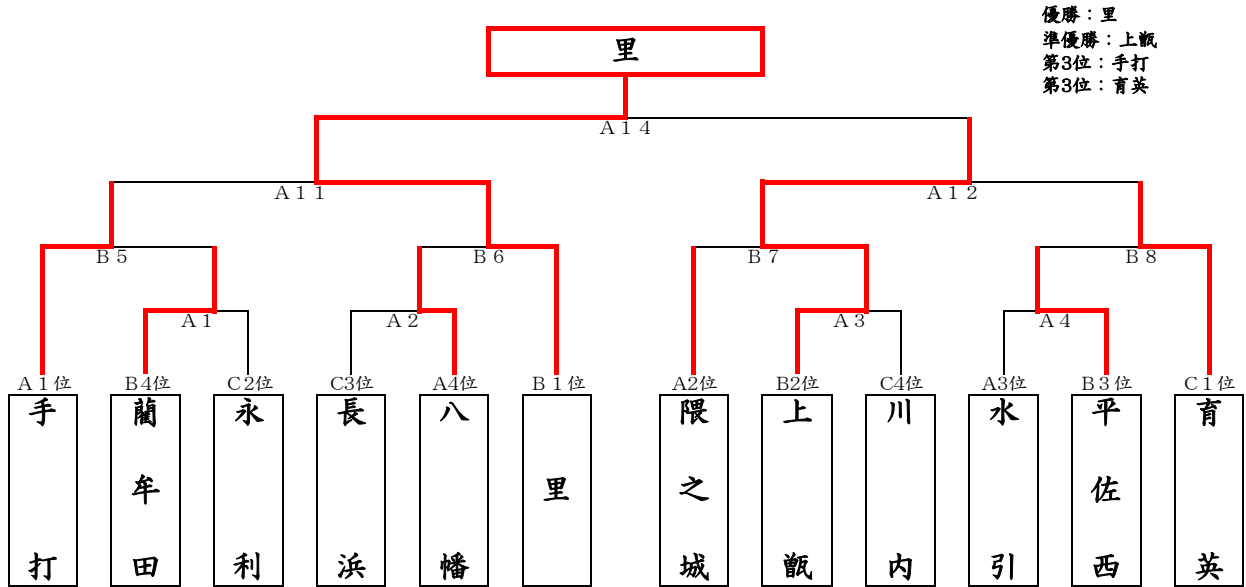 優勝：里
準優勝：上甑
第3位：手打
第3位：育英
里
Ａ１４
Ａ１１
Ａ１２
Ｂ５
Ｂ６
Ｂ７
Ｂ８
Ａ１
Ａ２
Ａ３
Ａ４
Ａ１位
Ｂ4位
Ｃ2位
C3位
A4位
Ｂ１位
A2位
B2位
C4位
A3位
Ｂ３位
Ｃ１位
手打
藺牟田
永利
長浜
八幡
里
隈之城
上甑
川内
水引
平佐西
育英